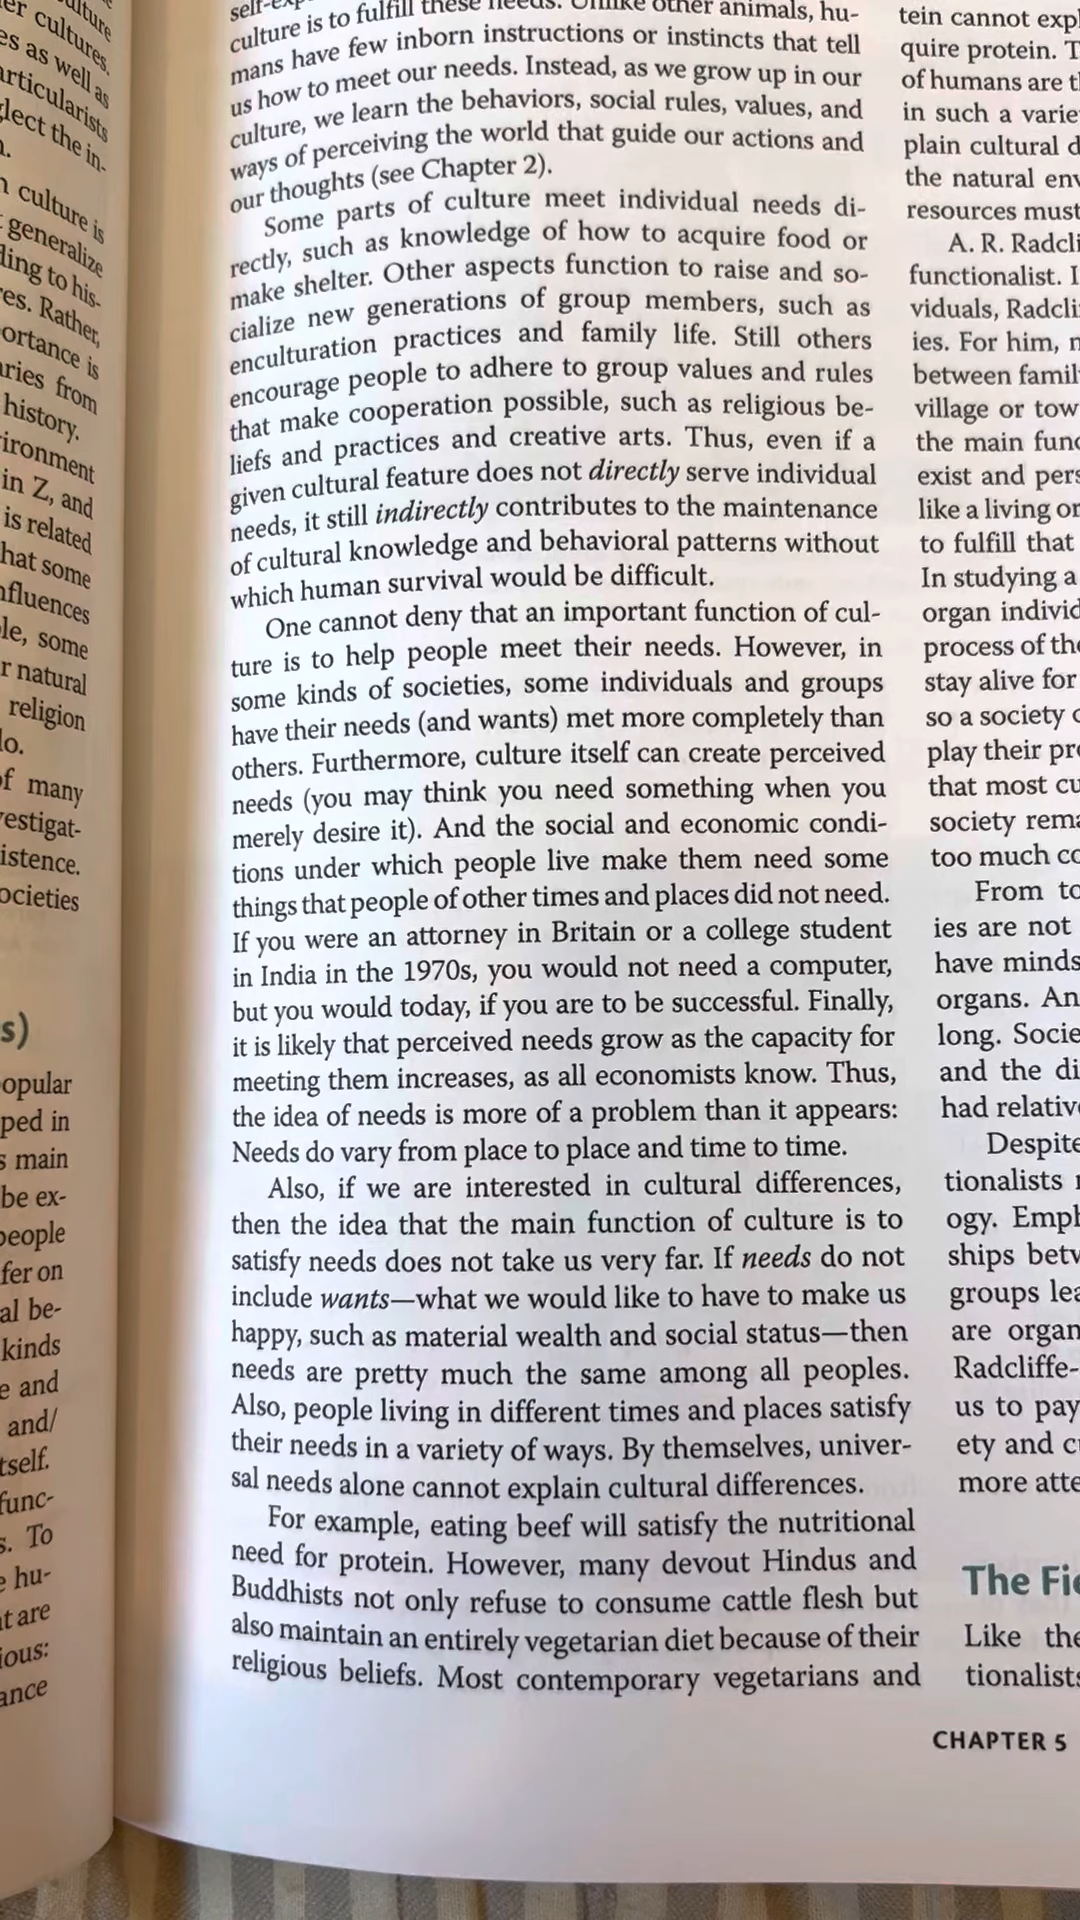 ulture
er cultures.
es as well as
articularists
glect the in-
n.
n culture is
generalize
ling to his-
res. Rather,
ortance is
aries from
history.
ironment
in Z, and
is related
hat some
nfluences
le, some
r natural
religion
lo.
of many
vestigat-
istence.
ocieties
s)
opular
ped in
s main
be ex-
people
fer on
al be-
kinds
e and
and/
tself.
func-
s. To
e hu-
t are
ious:
ance
culture is to fulfill these needs. Unlike other animals, hu-
mans have few inborn instructions or instincts that tell
us how to meet our needs. Instead, as we grow up in our
culture, we learn the behaviors, social rules, values, and
ways of perceiving the world that guide our actions and
our thoughts (see Chapter 2).
Some parts of culture meet individual needs di-
rectly, such as knowledge of how to acquire food or
make shelter. Other aspects function to raise and so-
cialize new generations of group members, such as
enculturation practices and family life. Still others
encourage people to adhere to group values and rules
that make cooperation possible, such as religious be-
liefs and practices and creative arts. Thus, even if a
given cultural feature does not directly serve individual
needs, it still indirectly contributes to the maintenance
of cultural knowledge and behavioral patterns without
which human survival would be difficult.
One cannot deny that an important function of cul-
ture is to help people meet their needs. However, in
some kinds of societies, some individuals and groups
have their needs (and wants) met more completely than
others. Furthermore, culture itself can create perceived
needs (you may think you need something when you
merely desire it). And the social and economic condi-
tions under which people live make them need some
things that people of other times and places did not need.
If you were an attorney in Britain or a college student
in India in the 1970s, you would not need a computer,
but you would today, if you are to be successful. Finally,
it is likely that perceived needs grow as the capacity for
meeting them increases, as all economists know. Thus,
the idea of needs is more of a problem than it appears:
Needs do vary from place to place and time to time.
Also, if we are interested in cultural differences,
then the idea that the main function of culture is to
satisfy needs does not take us very far. If needs do not
include wants—what we would like to have to make us
happy, such as material wealth and social status—then
needs are pretty much the same among all peoples.
Also, people living in different times and places satisfy
their needs in a variety of ways. By themselves, univer-
sal needs alone cannot explain cultural differences.
For example, eating beef will satisfy the nutritional
need for protein. However, many devout Hindus and
Buddhists not only refuse to consume cattle flesh but
also maintain an entirely vegetarian diet because of their
religious beliefs. Most contemporary vegetarians and
tein cannot expl
quire protein. T
of humans are t
in such a varie
plain cultural d
the natural env
resources must
A. R. Radcli
functionalist. I
viduals, Radcli
ies. For him, n
between famil
village or tow
the main func
exist and pers
like a living or
to fulfill that
In studying a
organ individ
process of the
stay alive for
so a society c
play their pro
that most cu
society rema
too much co
From to
ies are not
have minds
organs. An
long. Socie
and the di
had relative
Despite
tionalists r
ogy. Emph
ships betw
groups lea
are organ
Radcliffe-
us to pay
ety and cu
more atte
The Fie
Like the
tionalists
CHAPTER 5